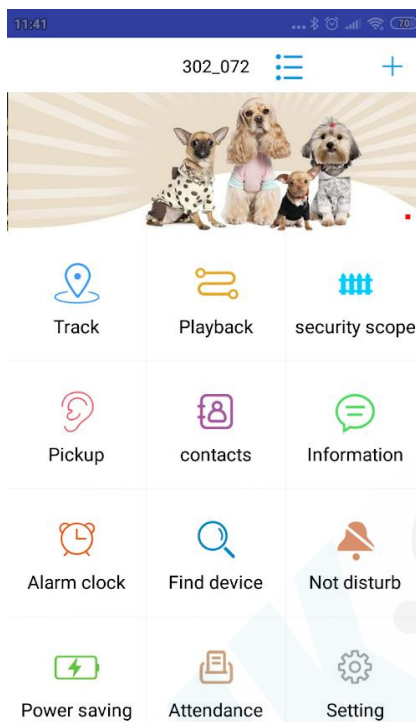 11:41
70
302_072
Track Playback security scope
Pickup contacts Information
Alarm clock Find device Not disturb
Power saving Attendance Setting